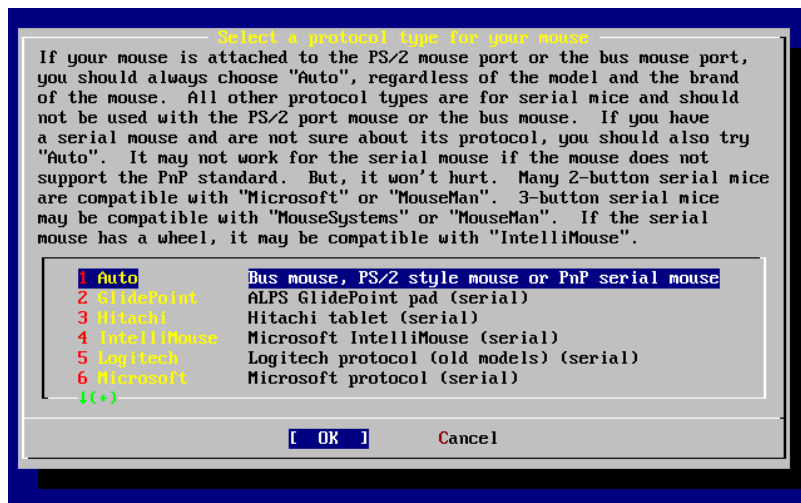 Select a protocol type for your mouse
If your mouse is attached to the PS/2 mouse port or the bus mouse port,
you should always choose "Auto", regardless of the model and the brand
of the mouse.  All other protocol types are for serial mice and should
not be used with the PS/2 port mouse or the bus mouse.  If you have
a serial mouse and are not sure about its protocol, you should also try
"Auto".  It may not work for the serial mouse if the mouse does not
support the PnP standard.  But, it won't hurt.  Many 2-button serial mice
are compatible with "Microsoft" or "MouseMan".  3-button serial mice
may be compatible with "MouseSystems" or "MouseMan".  If the serial
mouse has a wheel, it may be compatible with "IntelliMouse".
1 Auto Bus mouse, PS/2 style mouse or PnP serial mouse
2 GlidePoint ALPS GlidePoint pad (serial)
3 Hitachi Hitachi tablet (serial)
4 IntelliMouse Microsoft IntelliMouse (serial)
5 Logitech Logitech protocol (old models) (serial)
6 Microsoft Microsoft protocol (serial)
↓(+)
[ OK ] Cancel